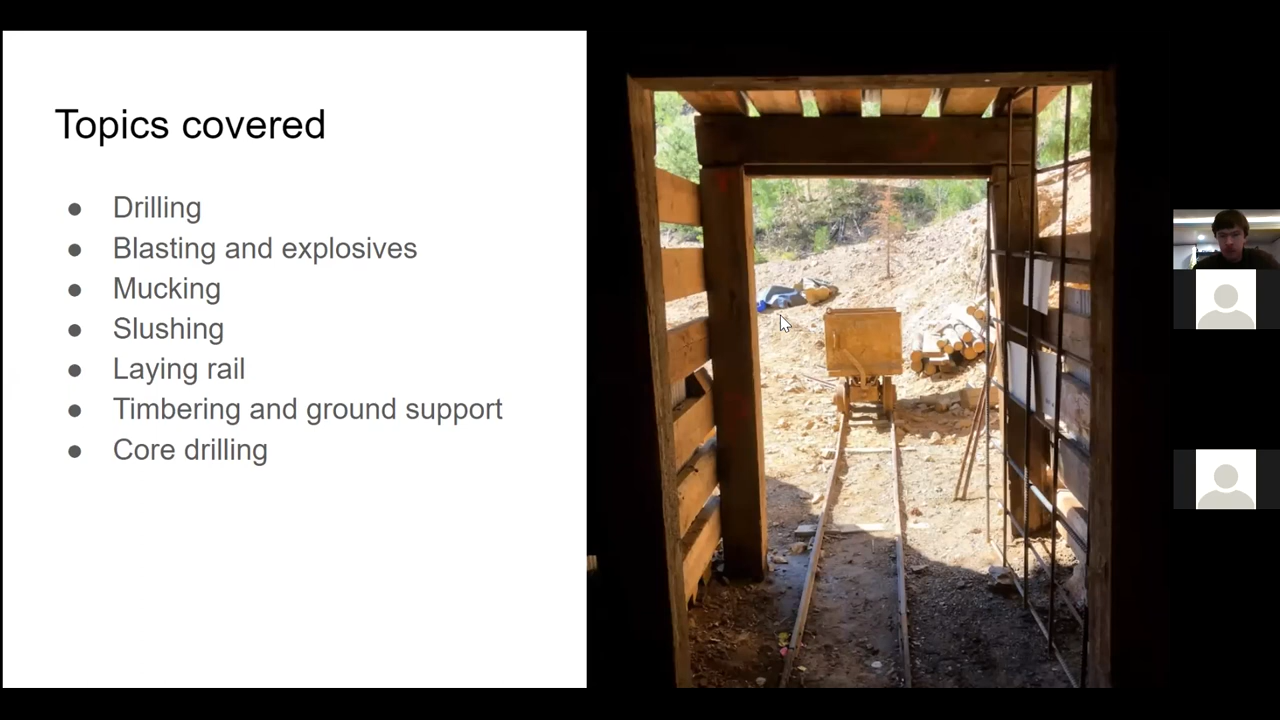 Topics covered
● Drilling
● Blasting and explosives
● Mucking
● Slushing
● Laying rail
● Timbering and ground support
● Core drilling